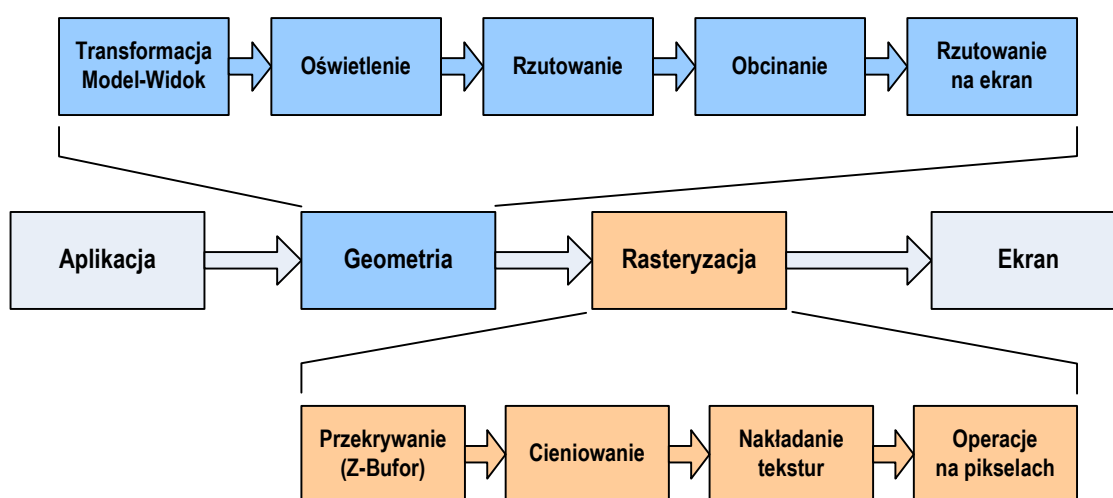 Transformacja
Model-Widok
Oświetlenie
Rzutowanie
Obcinanie
Rzutowanie
na ekran
Aplikacja
Geometria
Rasteryzacja
Ekran
Przekrywanie
(Z-Bufor)
Cieniowanie
Nakładanie
tekstur
Operacje
na pikselach